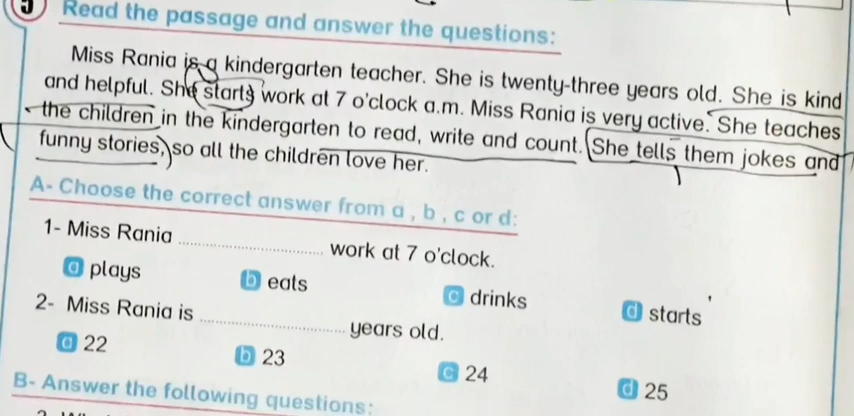 5 Read the passage and answer the questions:
Miss Rania is a kindergarten teacher. She is twenty-three years old. She is kind
and helpful. She starts work at 7 o'clock a.m. Miss Rania is very active. She teaches
the children in the kindergarten to read, write and count. She tells them jokes and
funny stories, so all the children love her.
A- Choose the correct answer from a , b , c or d:
1- Miss Rania ........................ work at 7 o'clock.
a plays b eats c drinks d starts
2- Miss Rania is ........................ years old.
a 22 b 23 c 24 d 25
B- Answer the following questions: